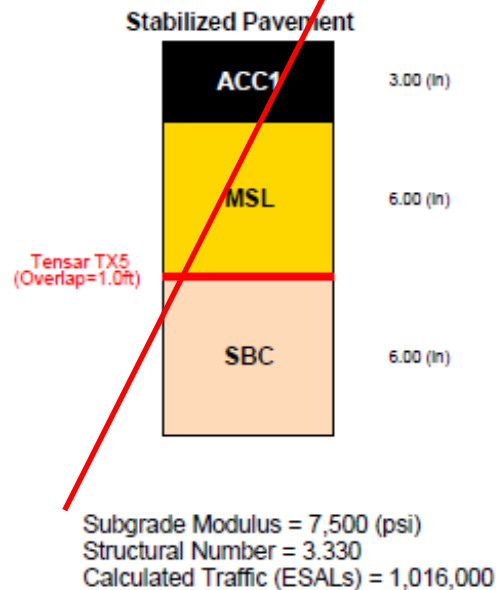 Stabilized Pavement
ACC1
3.00 (in)
MSL
6.00 (in)
Tensar TX5
(Overlap=1.0ft)
SBC
6.00 (in)
Subgrade Modulus = 7,500 (psi)
Structural Number = 3.330
Calculated Traffic (ESALs) = 1,016,000